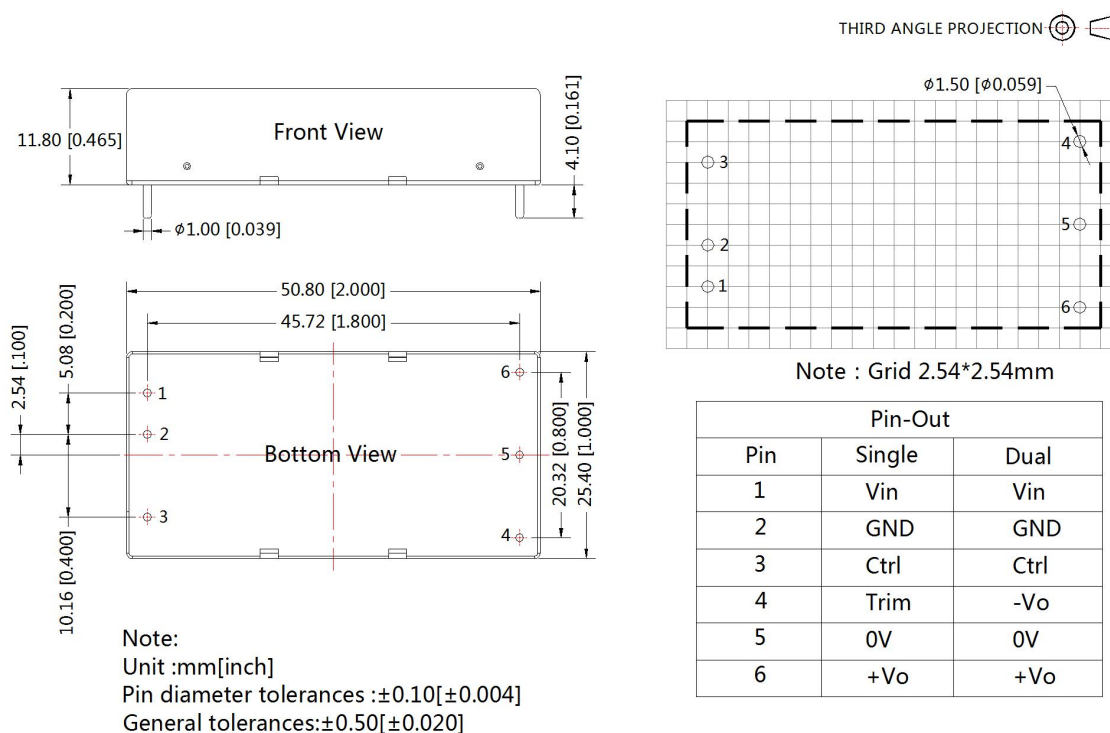 THIRD ANGLE PROJECTION
11.80 [0.465]
Front View
4.10 [0.161]
ϕ1.00 [0.039]
ϕ1.50 [ϕ0.059]
4
3
5
2
1
6
Note : Grid 2.54*2.54mm
50.80 [2.000]
45.72 [1.800]
2.54 [.100]
5.08 [0.200]
10.16 [0.400]
1
2
3
Bottom View
6
5
4
20.32 [0.800]
25.40 [1.000]
Pin-Out
Pin Single Dual
1 Vin Vin
2 GND GND
3 Ctrl Ctrl
4 Trim -Vo
5 0V 0V
6 +Vo +Vo
Note:
Unit :mm[inch]
Pin diameter tolerances :±0.10[±0.004]
General tolerances:±0.50[±0.020]